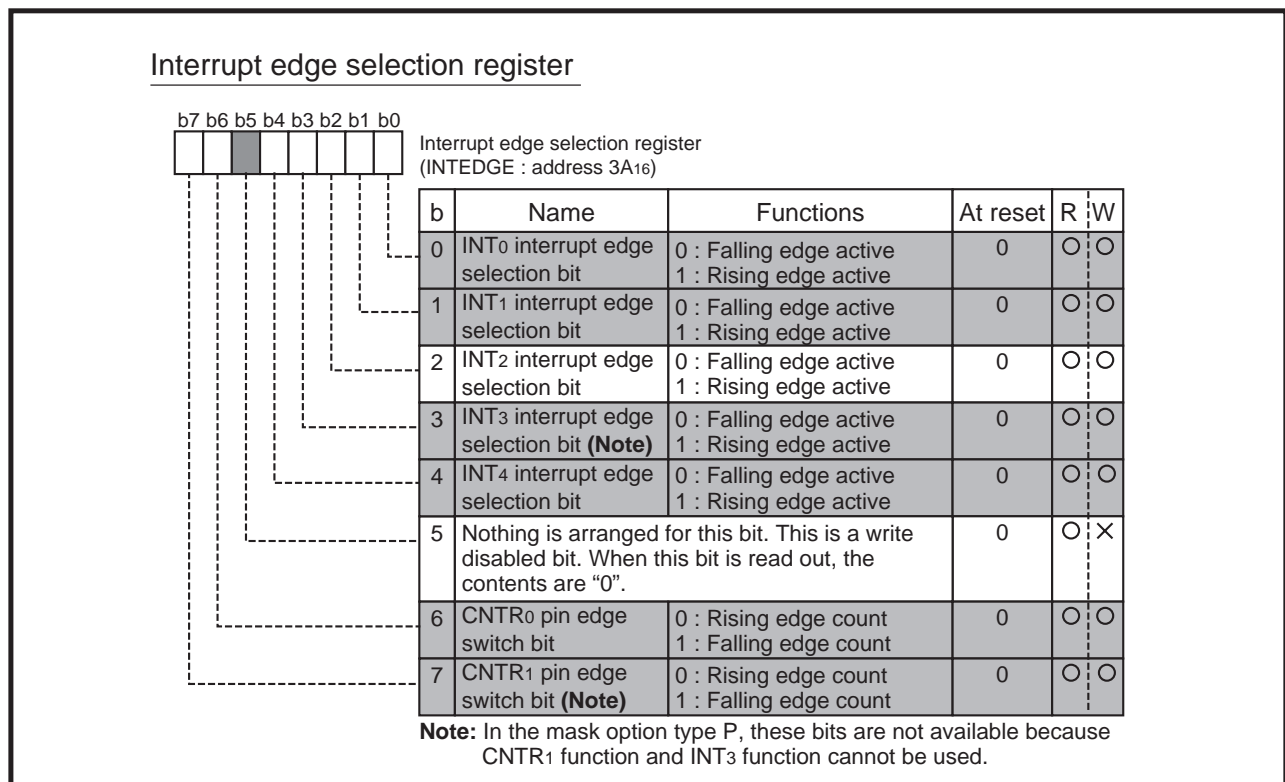 Interrupt edge selection register
b7 b6 b5 b4 b3 b2 b1 b0
Interrupt edge selection register
(INTEDGE : address 3A16)
b Name Functions At reset R W
0 INT0 interrupt edge selection bit 0 : Falling edge active 1 : Rising edge active 0 ○ ○
1 INT1 interrupt edge selection bit 0 : Falling edge active 1 : Rising edge active 0 ○ ○
2 INT2 interrupt edge selection bit 0 : Falling edge active 1 : Rising edge active 0 ○ ○
3 INT3 interrupt edge selection bit (Note) 0 : Falling edge active 1 : Rising edge active 0 ○ ○
4 INT4 interrupt edge selection bit 0 : Falling edge active 1 : Rising edge active 0 ○ ○
5 Nothing is arranged for this bit. This is a write disabled bit. When this bit is read out, the contents are “0”. 0 ○ ×
6 CNTR0 pin edge switch bit 0 : Rising edge count 1 : Falling edge count 0 ○ ○
7 CNTR1 pin edge switch bit (Note) 0 : Rising edge count 1 : Falling edge count 0 ○ ○
Note: In the mask option type P, these bits are not available because
CNTR1 function and INT3 function cannot be used.